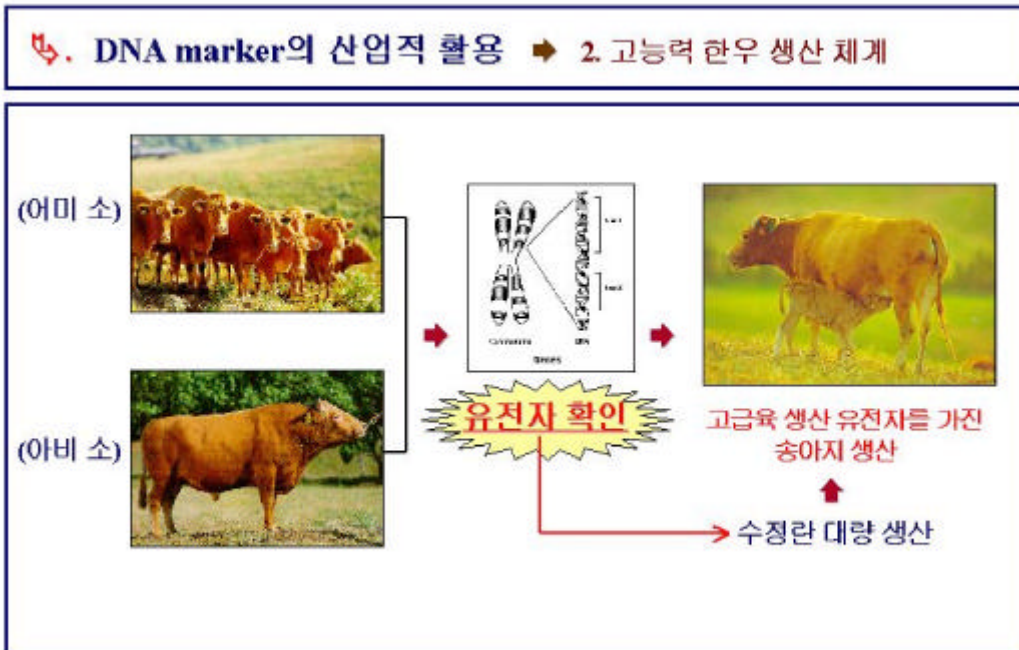 DNA marker의 산업적 활용 ➡ 2. 고능력 한우 생산 체계
(어미 소)
(아비 소)
유전자 확인
고급육 생산 유전자를 가진
송아지 생산
수정란 대량 생산